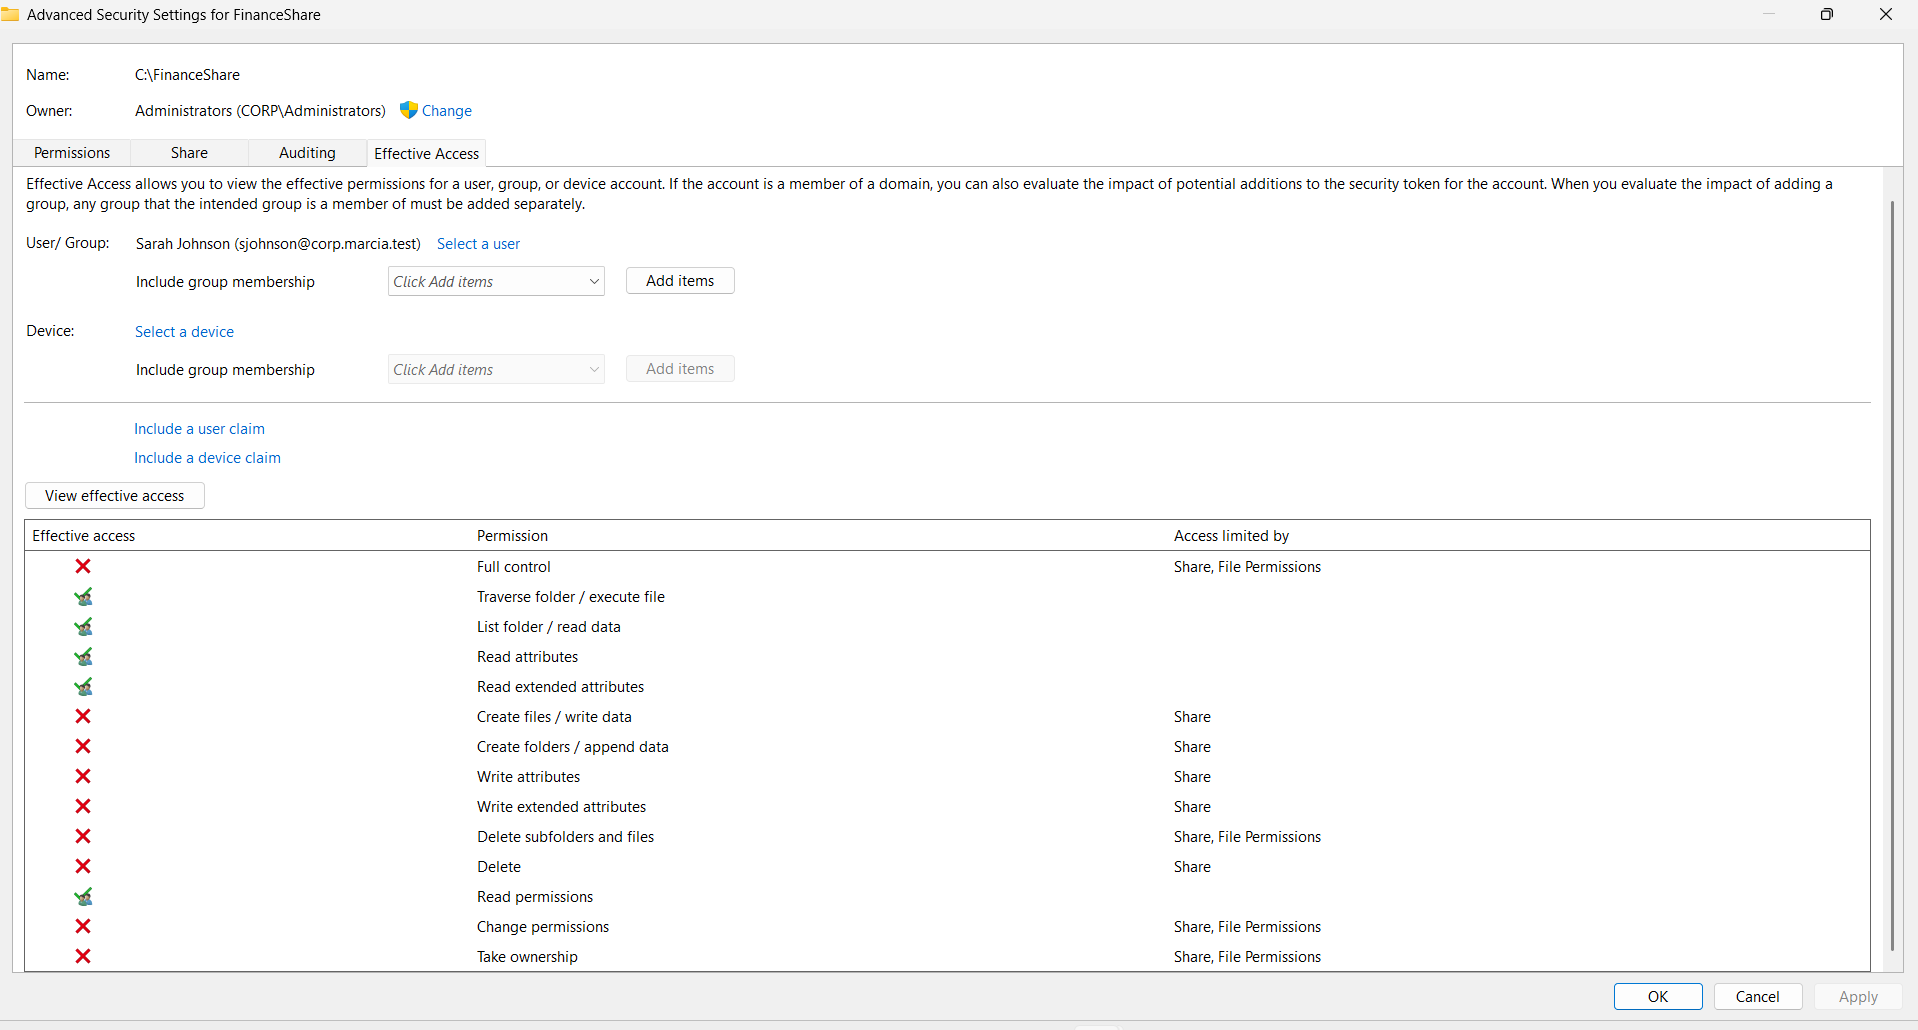 Advanced Security Settings for FinanceShare
Name: C:\FinanceShare
Owner: Administrators (CORP\Administrators) Change
Permissions Share Auditing Effective Access
Effective Access allows you to view the effective permissions for a user, group, or device account. If the account is a member of a domain, you can also evaluate the impact of potential additions to the security token for the account. When you evaluate the impact of adding a
group, any group that the intended group is a member of must be added separately.
User/ Group: Sarah Johnson (sjohnson@corp.marcia.test) Select a user
Include group membership Click Add items Add items
Device: Select a device
Include group membership Click Add items Add items
Include a user claim
Include a device claim
View effective access
Effective access Permission Access limited by
Full control Share, File Permissions
Traverse folder / execute file
List folder / read data
Read attributes
Read extended attributes
Create files / write data Share
Create folders / append data Share
Write attributes Share
Write extended attributes Share
Delete subfolders and files Share, File Permissions
Delete Share
Read permissions
Change permissions Share, File Permissions
Take ownership Share, File Permissions
OK Cancel Apply